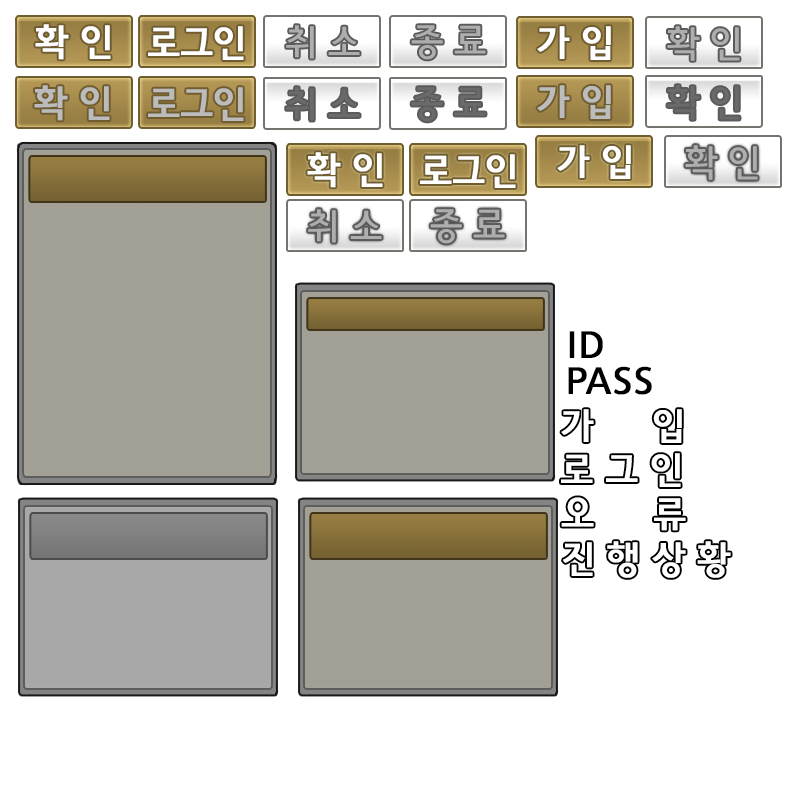 확 인 로그인 취 소 종 료 가 입 확 인
확 인 로그인 취 소 종 료 가 입 확 인
확 인 로그인 가 입 확 인
취 소 종 료
ID
PASS
가 입
로 그 인
오 류
진 행 상 황